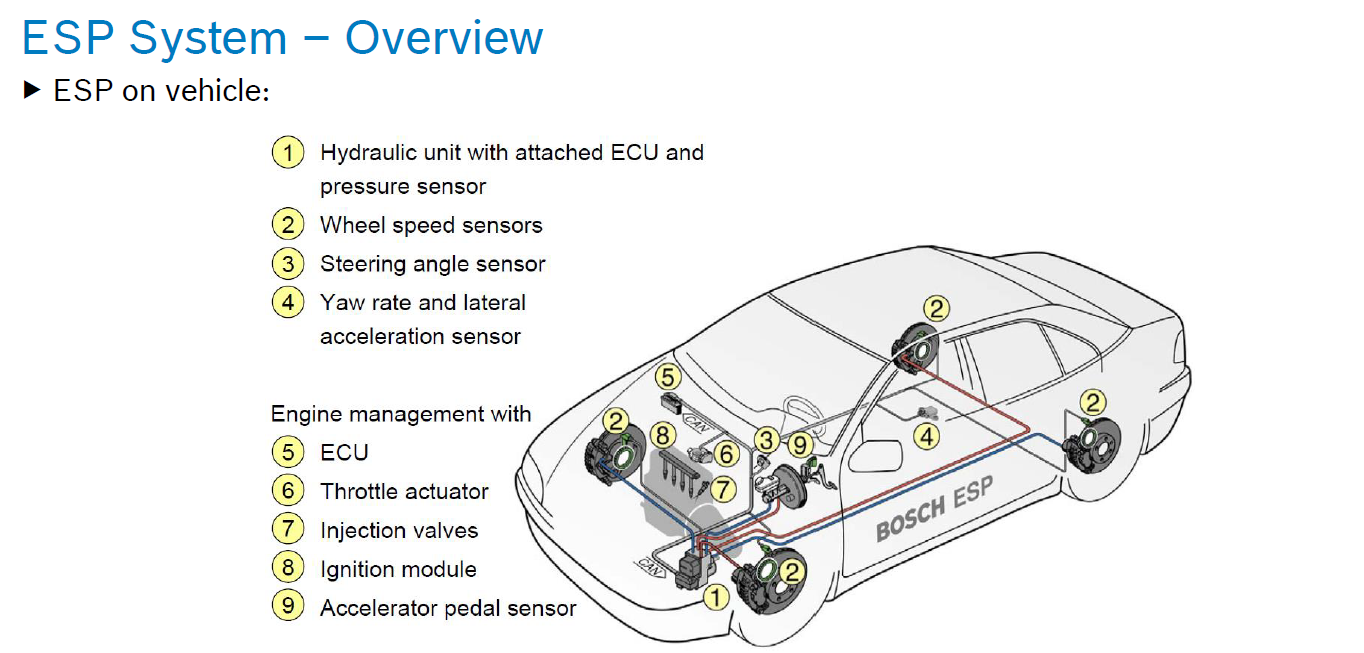 ESP System – Overview
► ESP on vehicle:
1 Hydraulic unit with attached ECU and
pressure sensor
2 Wheel speed sensors
3 Steering angle sensor
4 Yaw rate and lateral
acceleration sensor
Engine management with
5 ECU
6 Throttle actuator
7 Injection valves
8 Ignition module
9 Accelerator pedal sensor
2
5
CAN
2
8
6
3
9
4
2
7
BOSCH ESP
CAN
1
2